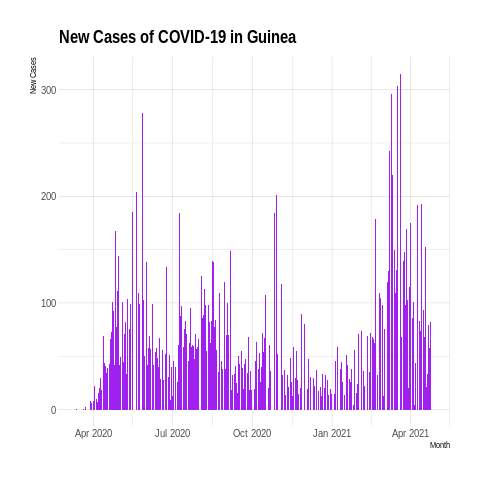 New Cases of COVID-19 in Guinea
New Cases
300
200
100
0
Apr 2020 Jul 2020 Oct 2020 Jan 2021 Apr 2021
Month